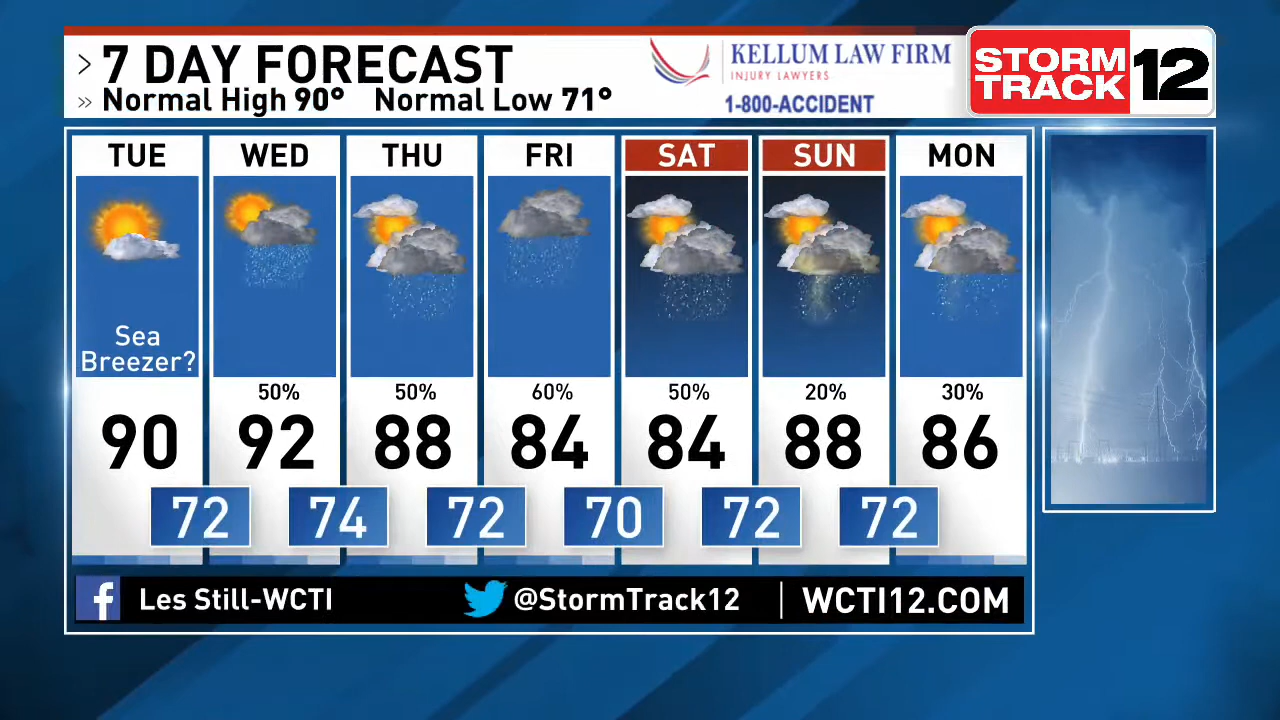 7 DAY FORECAST
Normal High 90° Normal Low 71°
KELLUM LAW FIRM
INJURY LAWYERS
1-800-ACCIDENT
STORM
TRACK 12
TUE WED THU FRI SAT SUN MON
Sea
Breezer?
50% 50% 60% 50% 20% 30%
90 92 88 84 84 88 86
72 74 72 70 72 72
f Les Still-WCTI @StormTrack12 WCTI12.COM